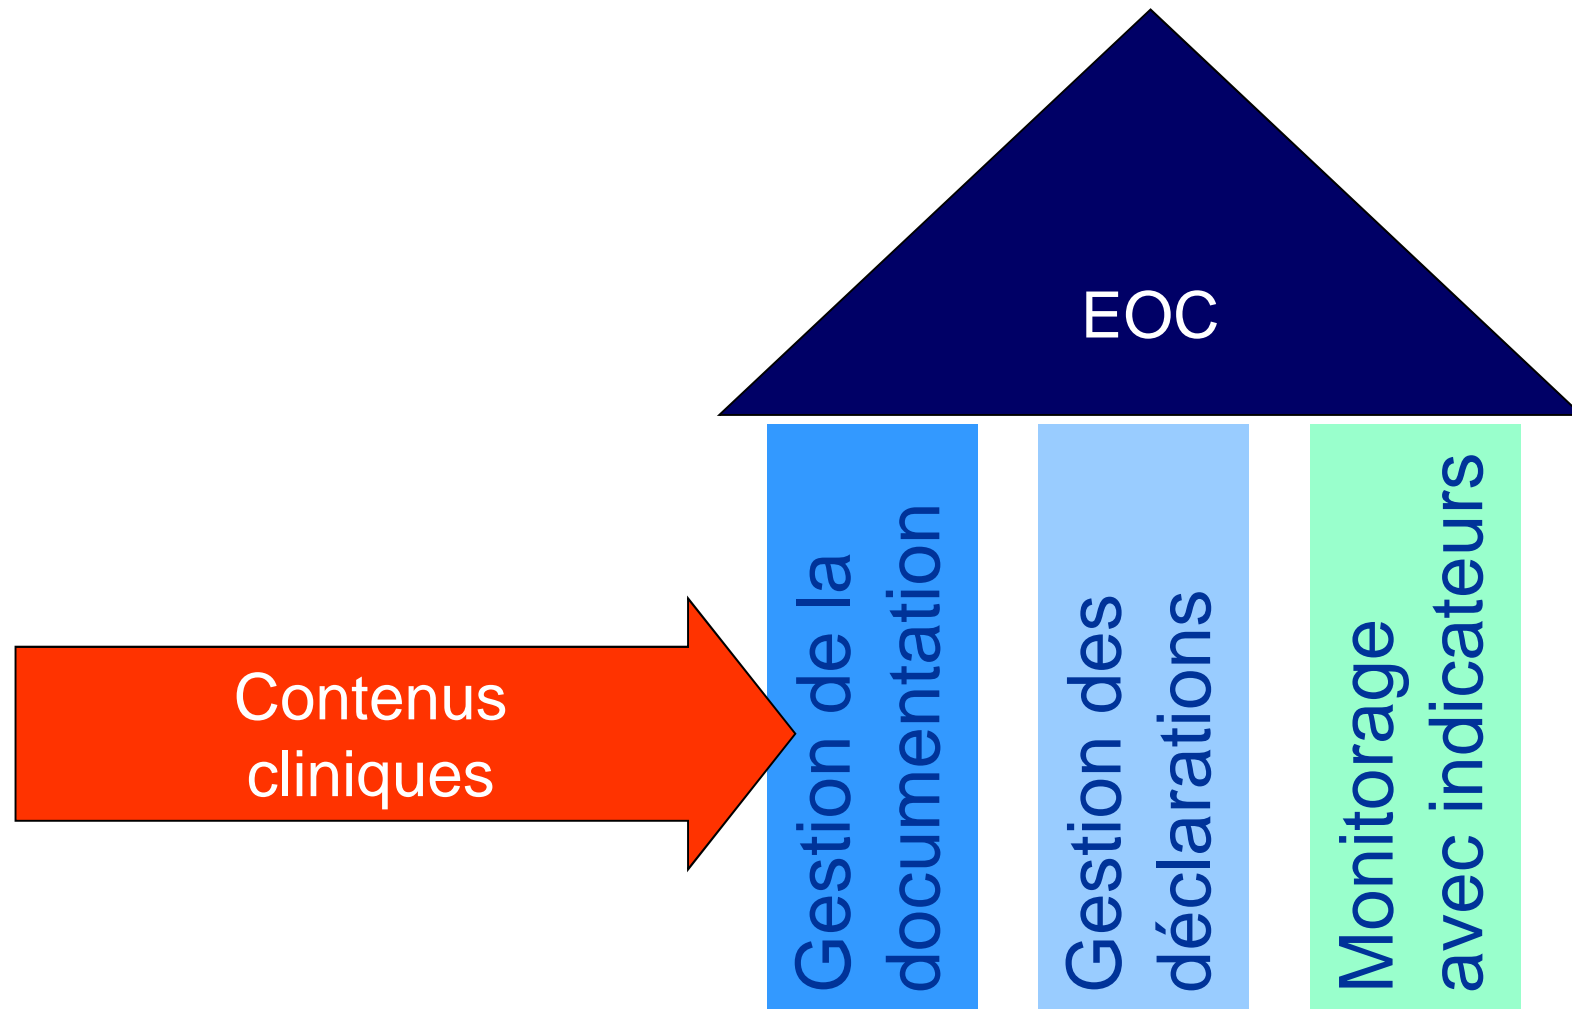 EOC
Contenus
cliniques
Gestion de la
documentation
Gestion des
déclarations
Monitorage
avec indicateurs